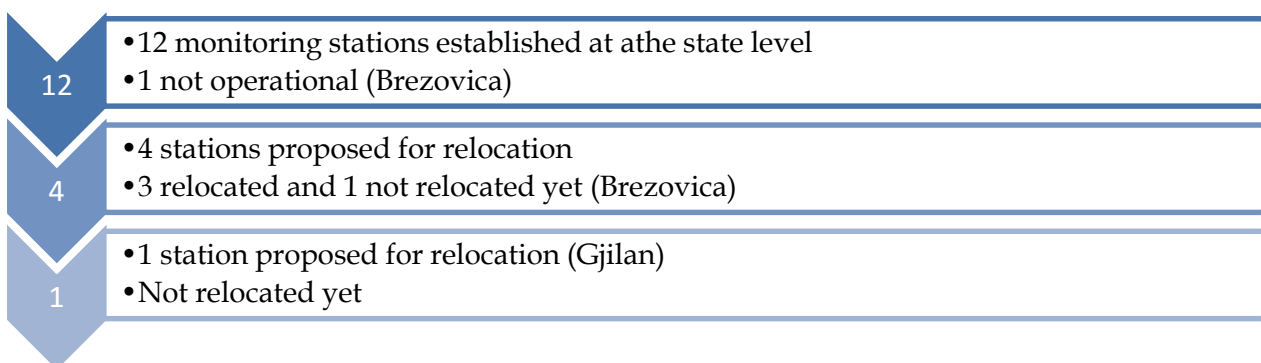 12
•12 monitoring stations established at athe state level
•1 not operational (Brezovica)
4
•4 stations proposed for relocation
•3 relocated and 1 not relocated yet (Brezovica)
1
•1 station proposed for relocation (Gjilan)
•Not relocated yet